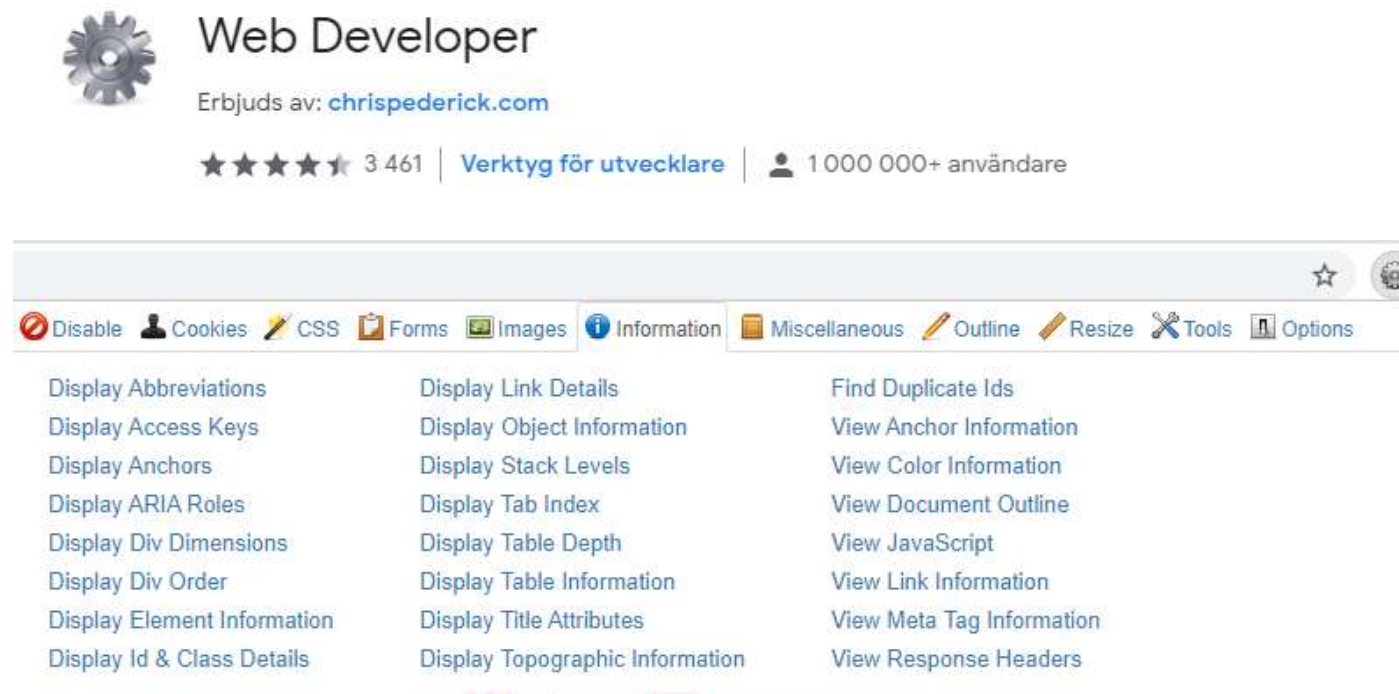 Web Developer
Erbjuds av: chrispederick.com
3 461 Verktyg för utvecklare 1 000 000+ användare
Disable Cookies CSS Forms Images Information Miscellaneous Outline Resize Tools Options
Display Abbreviations Display Link Details Find Duplicate Ids
Display Access Keys Display Object Information View Anchor Information
Display Anchors Display Stack Levels View Color Information
Display ARIA Roles Display Tab Index View Document Outline
Display Div Dimensions Display Table Depth View JavaScript
Display Div Order Display Table Information View Link Information
Display Element Information Display Title Attributes View Meta Tag Information
Display Id & Class Details Display Topographic Information View Response Headers